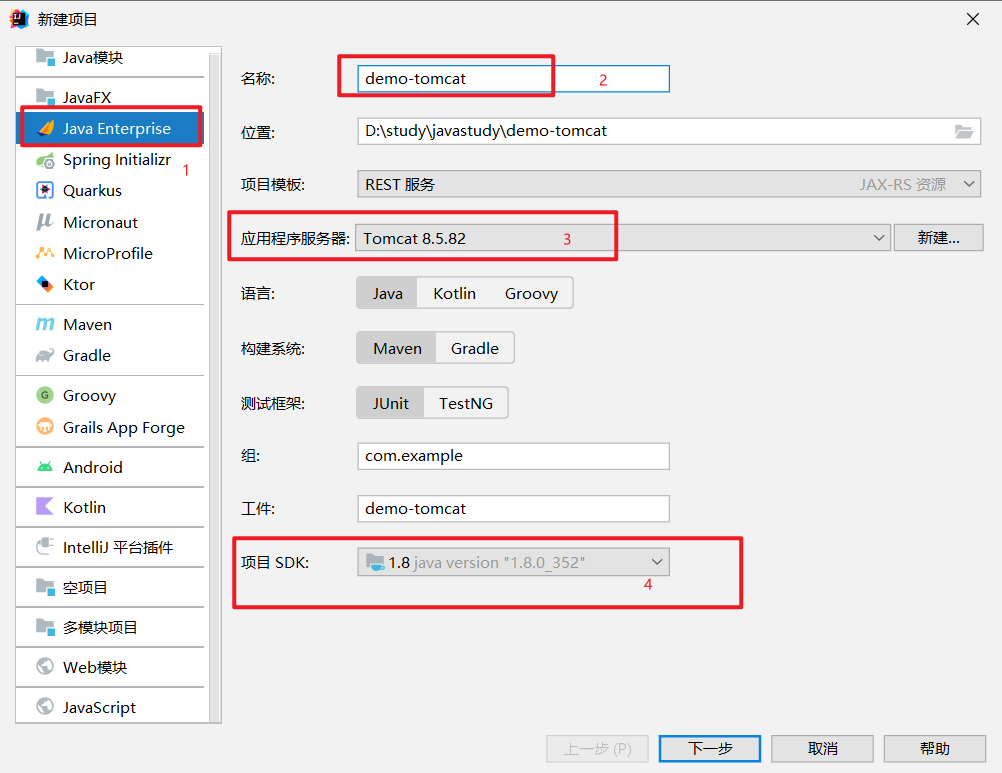 新建项目
Java模块
JavaFX
Java Enterprise
1
Spring Initializr
Quarkus
Micronaut
MicroProfile
Ktor
Maven
Gradle
Groovy
Grails App Forge
Android
Kotlin
IntelliJ 平台插件
空项目
多模块项目
Web模块
JavaScript
名称: demo-tomcat 2
位置: D:\study\javastudy\demo-tomcat
项目模板: REST 服务 JAX-RS 资源
应用程序服务器: Tomcat 8.5.82 3 新建...
语言: Java Kotlin Groovy
构建系统: Maven Gradle
测试框架: JUnit TestNG
组: com.example
工件: demo-tomcat
项目 SDK: 1.8 java version "1.8.0_352"
4
上一步 (P) 下一步 取消 帮助